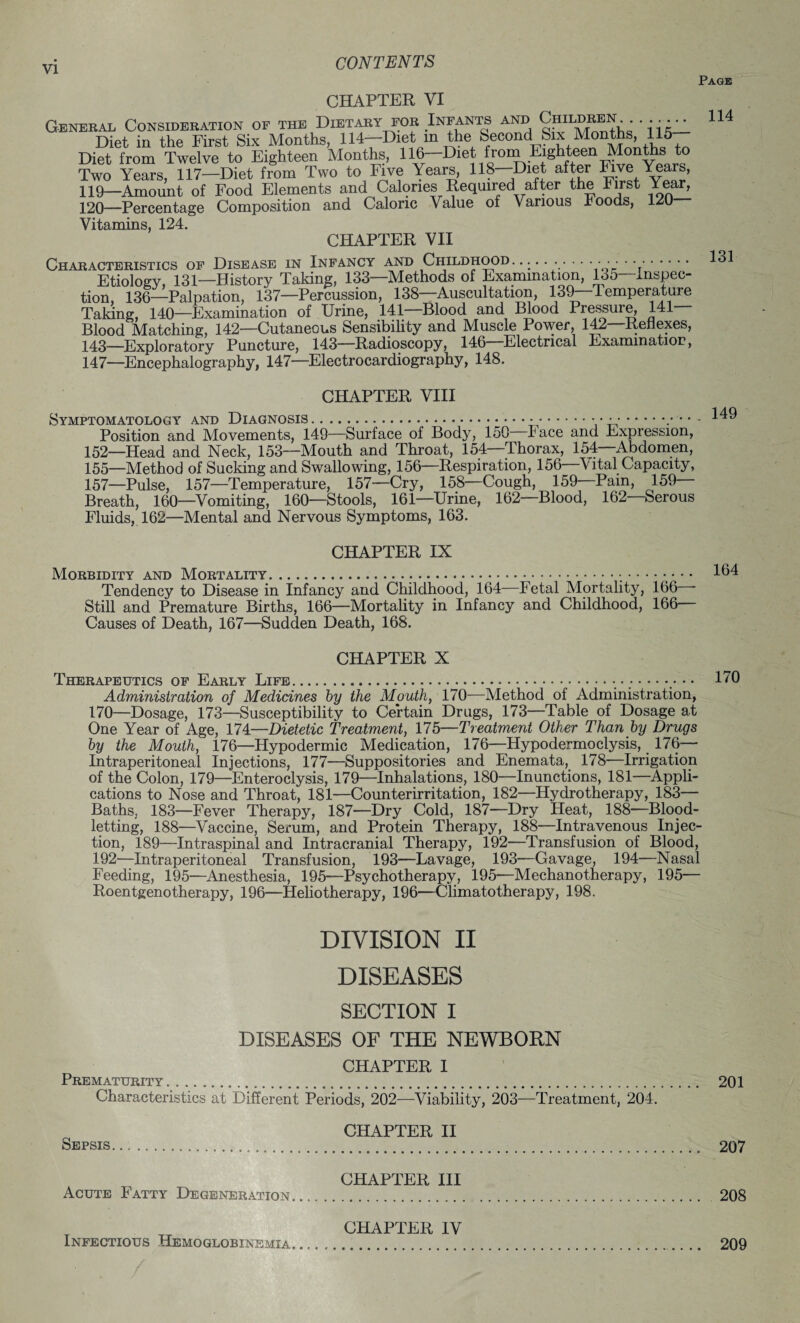 vi
CONTENTS
PAGE
CHAPTER VI
GENERAL CONSIDERATION OF THE DIETARY FOR INFANTS AND CHILDREN........ 114
Diet in the First Six Months, 114—Diet in the Second Six Months, 115—
Diet from Twelve to Eighteen Months, 116—Diet from Eighteen Months to
Two Years, 117—Diet from Two to Five Years, 118—Diet after Five Years,
119—Amount of Food Elements and Calories Required after the First Year,
120—Percentage Composition and Caloric Value of Various Foods, 120—
Vitamins, 124.
CHAPTER VII
CHARACTERISTICS OF DISEASE IN INFANCY AND CHILDHOOD........ 131
Etiology, 131—History Taking, 133—Methods of Examination, 135—Inspec-
tion, 136—Palpation, 137—Percussion, 138—Auscultation, 139—Temperature
Taking, 140—Examination of Urine, 141—Blood and Blood Pressure, 141—
Blood Matching, 142—Cutaneous Sensibility and Muscle Power, 142—Reflexes,
143—Exploratory Puncture, 143—Radioscopy, 146—Electrical Examination,
147—Encephalography, 147—Electrocardiography, 148.
CHAPTER VIII
SYMPTOMATOLOGY AND DIAGNOSIS........ 149
Position and Movements, 149—Surface of Body, 150—Face and Expression,
152—Head and Neck, 153—Mouth and Throat, 154—Thorax, 154—Abdomen,
155—Method of Sucking and Swallowing, 156—Respiration, 156—Vital Capacity,
157—Pulse, 157—Temperature, 157—Cry, 158—Cough, 159—Pain, 159—
Breath, 160—Vomiting, 160—Stools, 161—Urine, 162—Blood, 162—Serous
Fluids, 162—Mental and Nervous Symptoms, 163.
CHAPTER IX
MORBIDITY AND MORTALITY........ 164
Tendency to Disease in Infancy and Childhood, 164—Fetal Mortality, 166—
Still and Premature Births, 166—Mortality in Infancy and Childhood, 166—
Causes of Death, 167—Sudden Death, 168.
CHAPTER X
THERAPEUTICS OF EARLY LIFE........ 170
Administration of Medicines by the Mouth, 170—Method of Administration,
170—Dosage, 173—Susceptibility to Certain Drugs, 173—Table of Dosage at
One Year of Age, 174—Dietetic Treatment, 175—Treatment Other Than by Drugs
by the Mouth, 176—Hypodermic Medication, 176—Hypodermoclysis, 176—
Intraperitoneal Injections, 177—Suppositories and Enemata, 178—Irrigation
of the Colon, 179—Enteroclysis, 179—Inhalations, 180—Inunctions, 181—Appli-
cations to Nose and Throat, 181—Counterirritation, 182—Hydrotherapy, 183—
Baths, 183—Fever Therapy, 187—Dry Cold, 187—Dry Heat, 188—Blood-
letting, 188—Vaccine, Serum, and Protein Therapy, 188—Intravenous Injec-
tion, 189—Intraspinal and Intracranial Therapy, 192—Transfusion of Blood,
192—Intraperitoneal Transfusion, 193—Lavage, 193—Gavage, 194—Nasal
Feeding, 195—Anesthesia, 195—Psychotherapy, 195—Mechanotherapy, 195—
Roentgenotherapy, 196—Heliotherapy, 196—Climatotherapy, 198.
DIVISION II
DISEASES
SECTION I
DISEASES OF THE NEWBORN
CHAPTER I
PREMATURITY........ 201
Characteristics at Different Periods, 202—Viability, 203—Treatment, 204.
CHAPTER II
SEPSIS........ 207
CHAPTER III
ACUTE FATTY DEGENERATION........ 208
CHAPTER IV
INFECTIOUS HEMOGLOBINEMIA........ 209